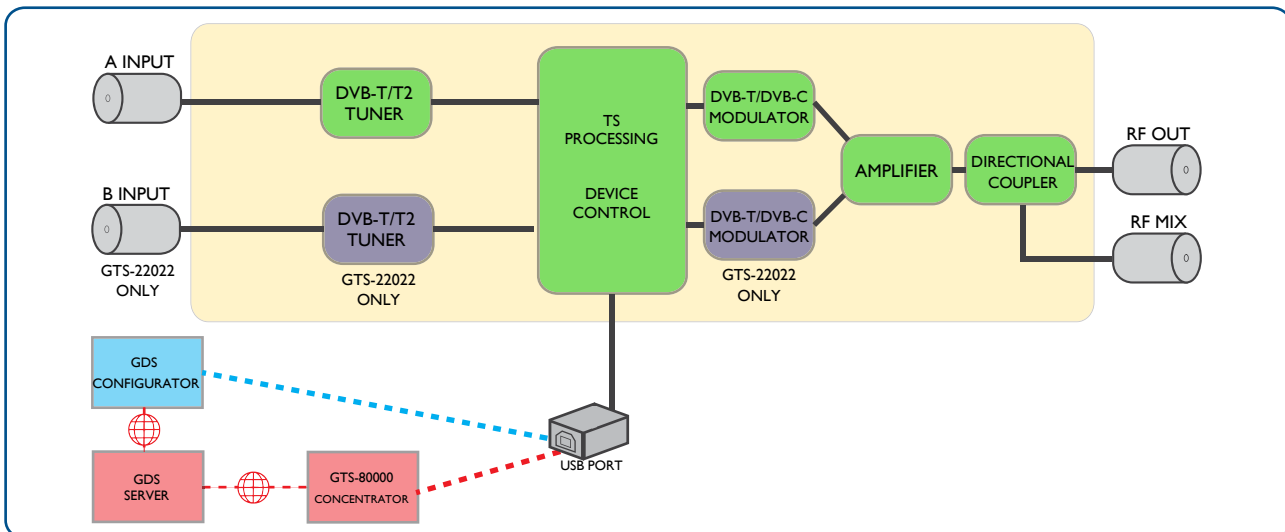 A INPUT
DVB-T/T2
TUNER
B INPUT
GTS-22022
ONLY
DVB-T/T2
TUNER
GTS-22022
ONLY
TS
PROCESSING
DEVICE
CONTROL
DVB-T/DVB-C
MODULATOR
DVB-T/DVB-C
MODULATOR
GTS-22022
ONLY
AMPLIFIER
DIRECTIONAL
COUPLER
RF OUT
RF MIX
GDS
CONFIGURATOR
GDS
SERVER
GTS-80000
CONCENTRATOR
USB PORT